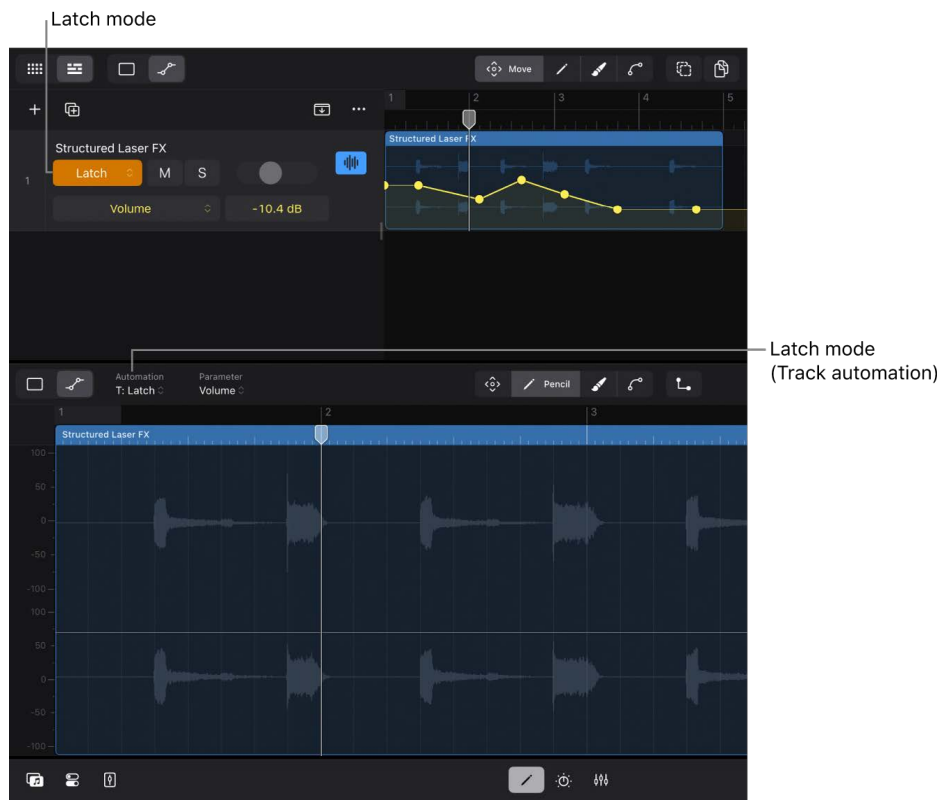 Latch mode
Move
1 2 3 4 5
Structured Laser FX
Structured Laser FX
1
Latch M S
Volume -10.4 dB
Latch mode
(Track automation)
Automation Parameter
T: Latch Volume
Pencil
1 2 3
Structured Laser FX
100
50
0
-50
-100
100
50
0
-50
-100